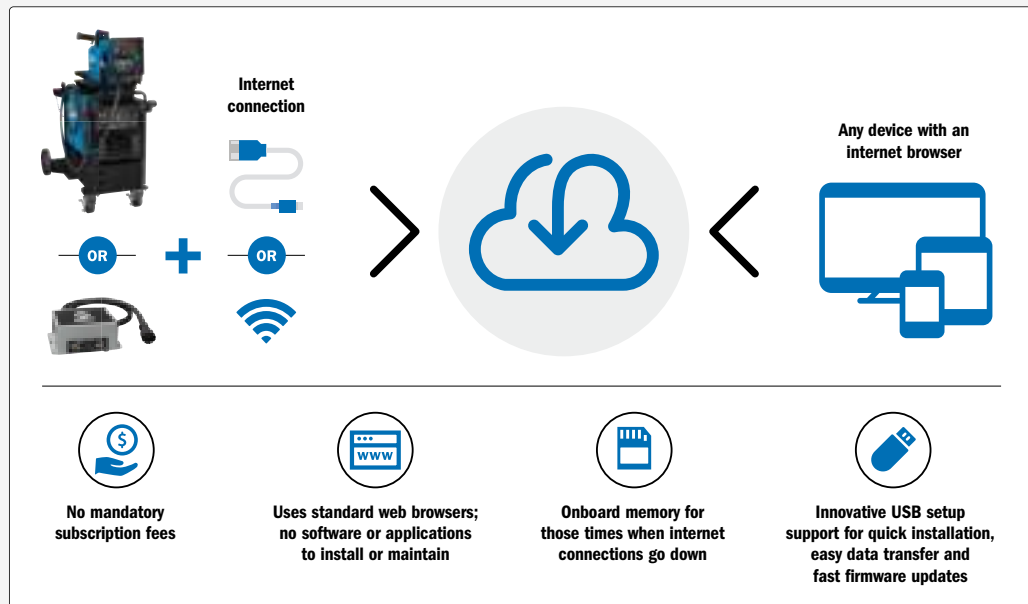 Internet
connection
Any device with an
internet browser
OR
OR
$
No mandatory
subscription fees
www
Uses standard web browsers;
no software or applications
to install or maintain
Onboard memory for
those times when internet
connections go down
Innovative USB setup
support for quick installation,
easy data transfer and
fast firmware updates